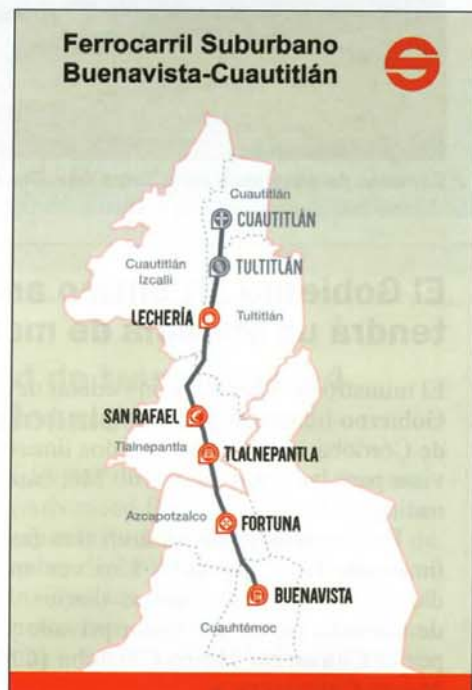 Ferrocarril Suburbano
Buenavista-Cuautitlán
Cuautitlán
CUAUTITLÁN
Cuautitlán
Izcalli
TULTITLÁN
LECHERÍA
Tultitlán
SAN RAFAEL
Tlalnepantla
TLALNEPANTLA
Azcapotzalco
FORTUNA
BUENAVISTA
Cuauhtémoc